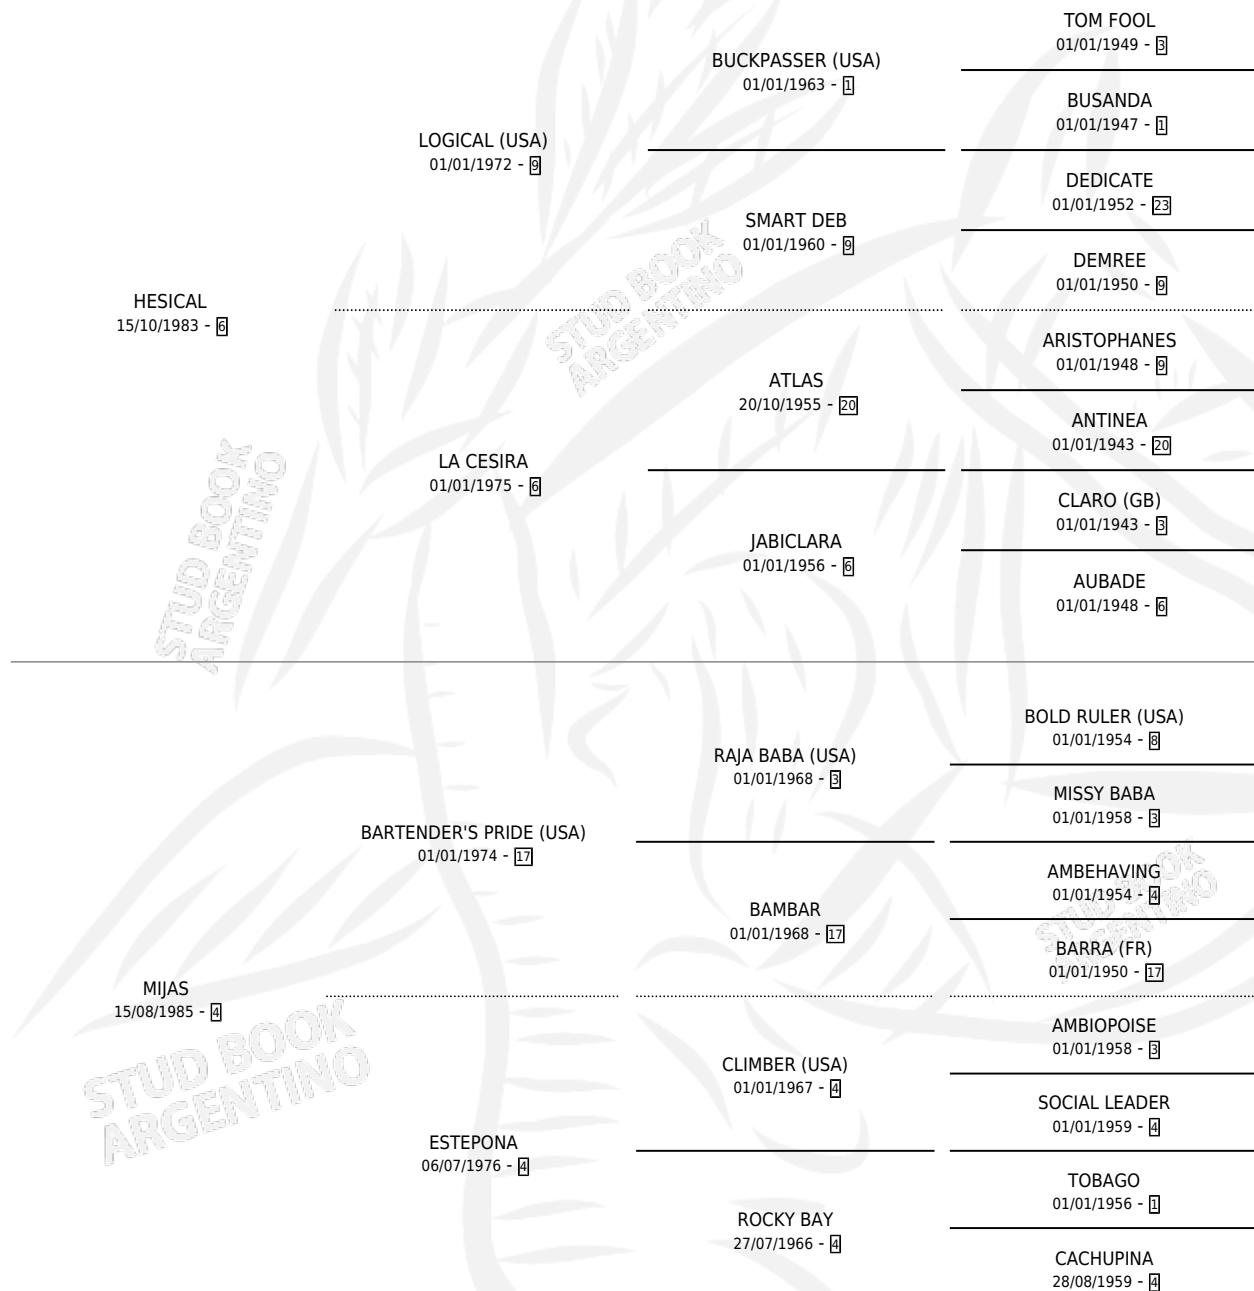 TOM FOOL
01/01/1949 - 3
BUCKPASSER (USA)
01/01/1963 - 1
BUSANDA
01/01/1947 - 1
LOGICAL (USA)
01/01/1972 - 9
DEDICATE
01/01/1952 - 23
SMART DEB
01/01/1960 - 9
DEMREE
01/01/1950 - 9
HESICAL
15/10/1983 - 6
ARISTOPHANES
01/01/1948 - 9
ATLAS
20/10/1955 - 20
ANTINEA
01/01/1943 - 20
LA CESIRA
01/01/1975 - 6
CLARO (GB)
01/01/1943 - 3
JABICLARA
01/01/1956 - 6
AUBADE
01/01/1948 - 6
BOLD RULER (USA)
01/01/1954 - 8
RAJA BABA (USA)
01/01/1968 - 3
MISSY BABA
01/01/1958 - 3
BARTENDER'S PRIDE (USA)
01/01/1974 - 17
AMBEHAVING
01/01/1954 - 4
BAMBAR
01/01/1968 - 17
BARRA (FR)
01/01/1950 - 17
MIJAS
15/08/1985 - 4
AMBIOPOISE
01/01/1958 - 3
CLIMBER (USA)
01/01/1967 - 4
SOCIAL LEADER
01/01/1959 - 4
ESTEPONA
06/07/1976 - 4
TOBAGO
01/01/1956 - 1
ROCKY BAY
27/07/1966 - 4
CACHUPINA
28/08/1959 - 4
STUD BOOK
ARGENTINO
STUD BOOK
ARGENTINO
STUD BOOK
ARGENTINO
STUD BOOK
ARGENTINO